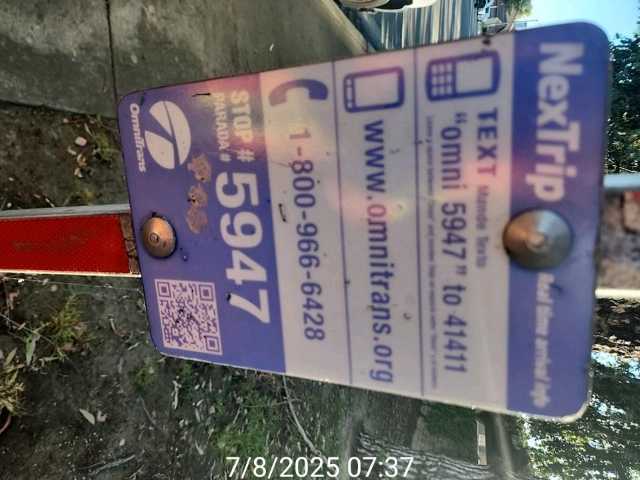 NexTrip
Real time arrival info
TEXT Mande Texto
"omni 5947" to 41411
www.omnitrans.org
1-800-966-6428
STOP #
PARADA #
5947
OmniTrans
7/8/2025 07:37